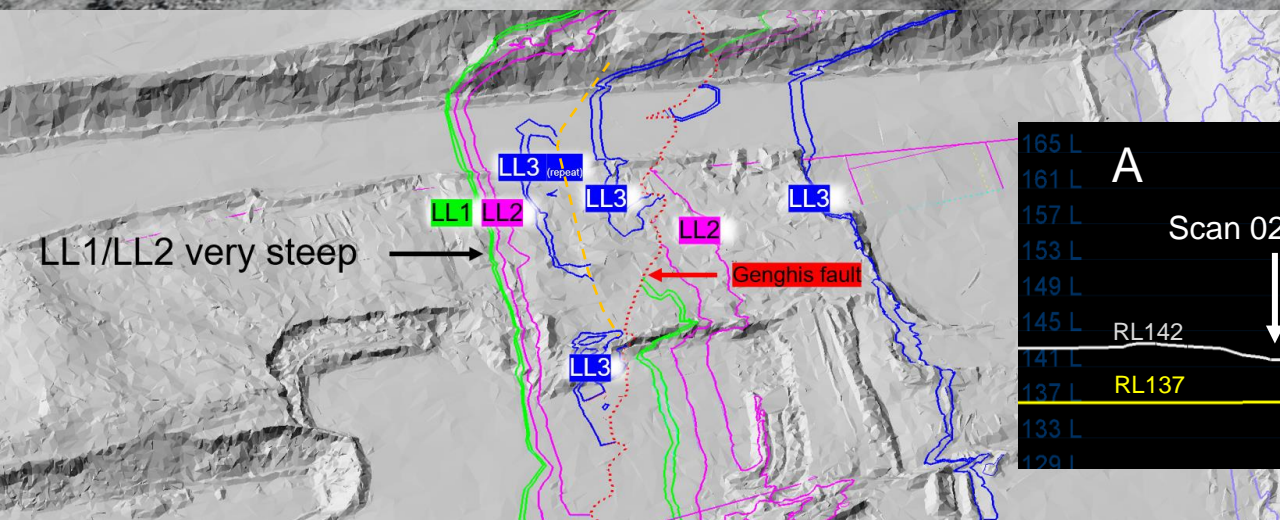 LL3 (repeat)
LL1 LL2
LL3
LL3
LL2
LL1/LL2 very steep
Genghis fault
LL3
A
Scan 02
165 L
161 L
157 L
153 L
149 L
145 L
RL142
141 L
RL137
137 L
133 L
129 L